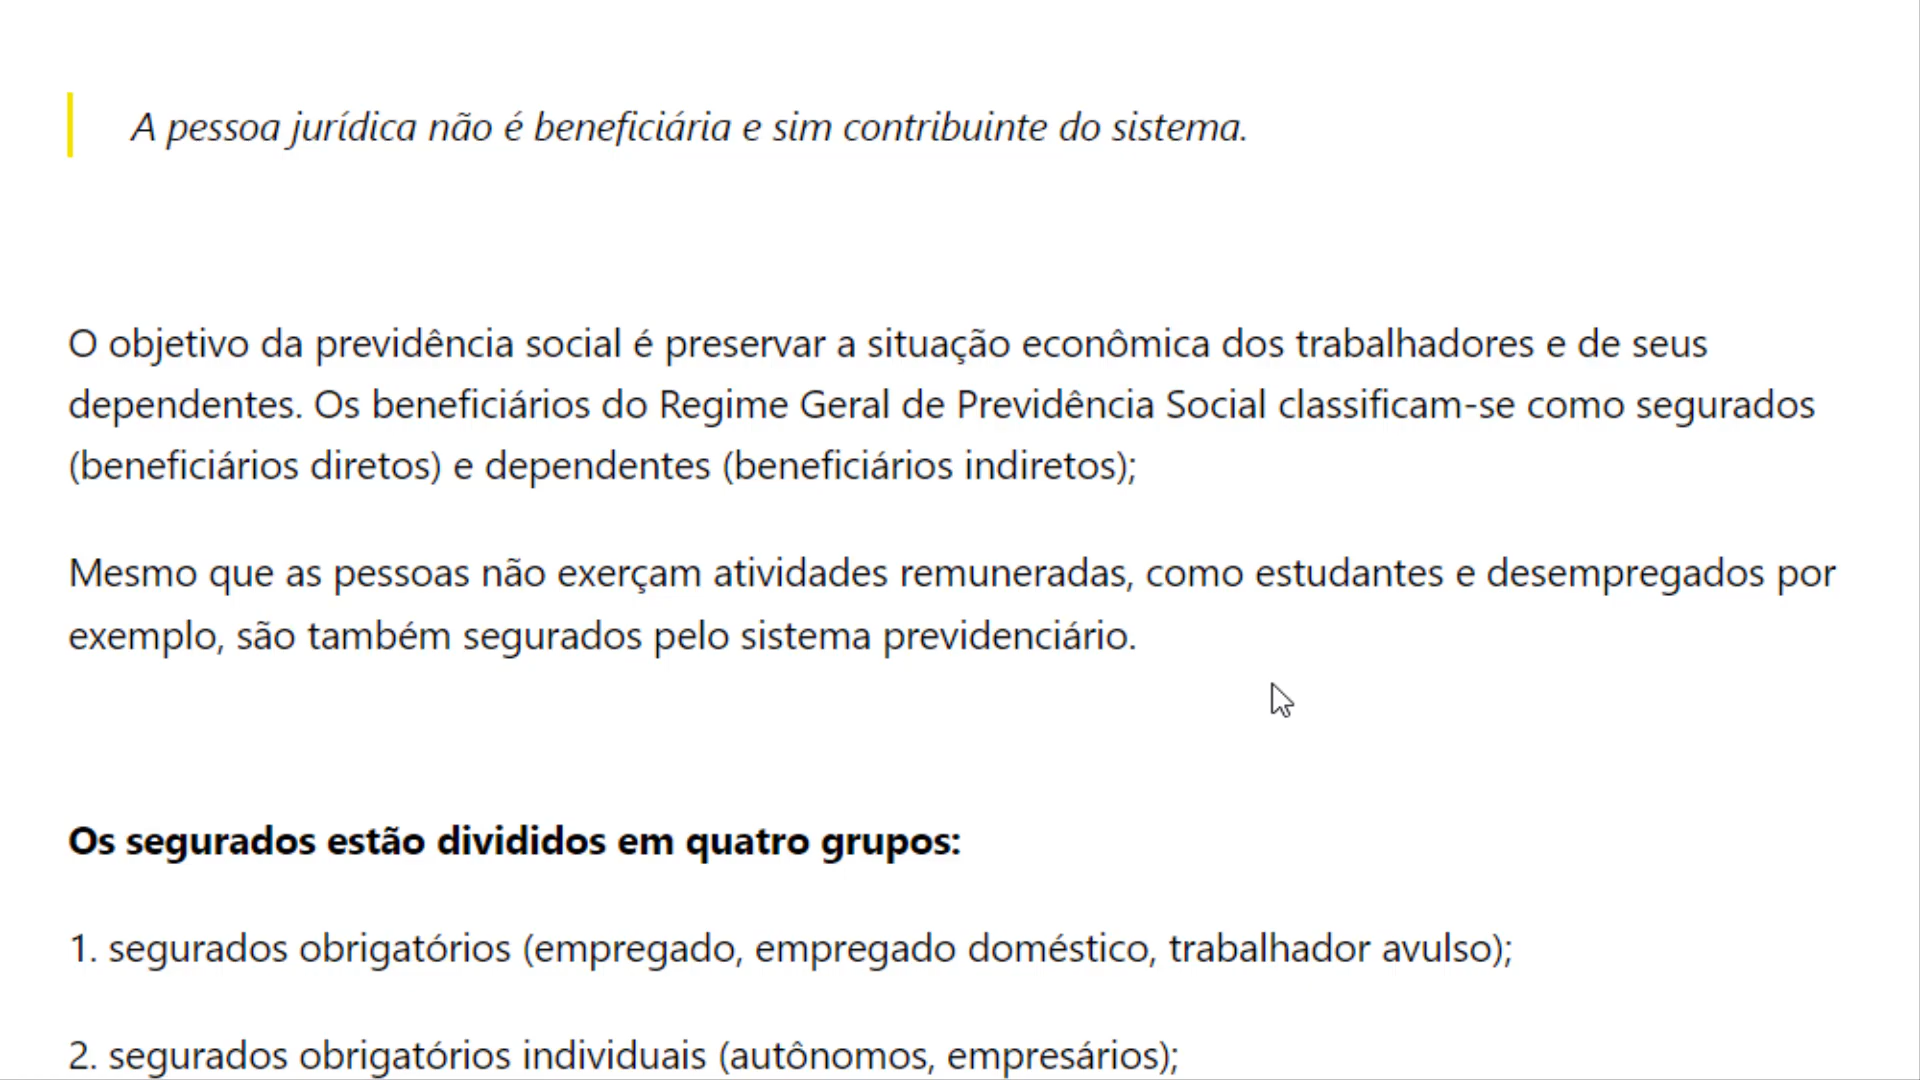 A pessoa jurídica não é beneficiária e sim contribuinte do sistema.
O objetivo da previdência social é preservar a situação econômica dos trabalhadores e de seus
dependentes. Os beneficiários do Regime Geral de Previdência Social classificam-se como segurados
(beneficiários diretos) e dependentes (beneficiários indiretos);
Mesmo que as pessoas não exerçam atividades remuneradas, como estudantes e desempregados por
exemplo, são também segurados pelo sistema previdenciário.
Os segurados estão divididos em quatro grupos:
1. segurados obrigatórios (empregado, empregado doméstico, trabalhador avulso);
2. segurados obrigatórios individuais (autônomos, empresários);